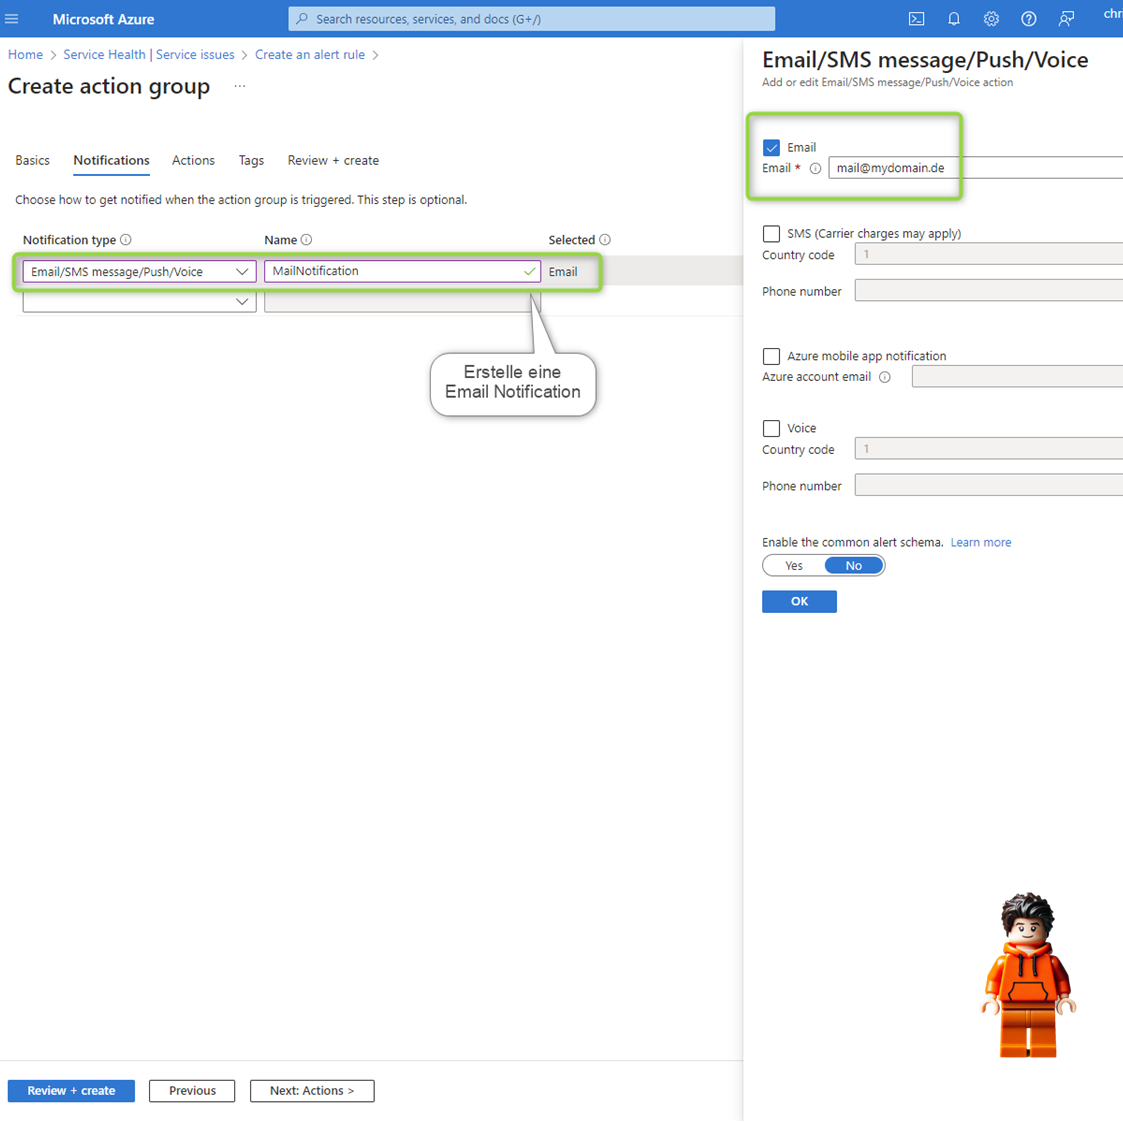 Microsoft Azure
Search resources, services, and docs (G+/)
chr
Home > Service Health | Service issues > Create an alert rule >
Create action group ...
Basics Notifications Actions Tags Review + create
Choose how to get notified when the action group is triggered. This step is optional.
Notification type Name Selected
Email/SMS message/Push/Voice MailNotification Email
Erstelle eine
Email Notification
Review + create Previous Next: Actions >
Email/SMS message/Push/Voice
Add or edit Email/SMS message/Push/Voice action
Email
Email * mail@mydomain.de
SMS (Carrier charges may apply)
Country code 1
Phone number
Azure mobile app notification
Azure account email
Voice
Country code 1
Phone number
Enable the common alert schema. Learn more
Yes No
OK